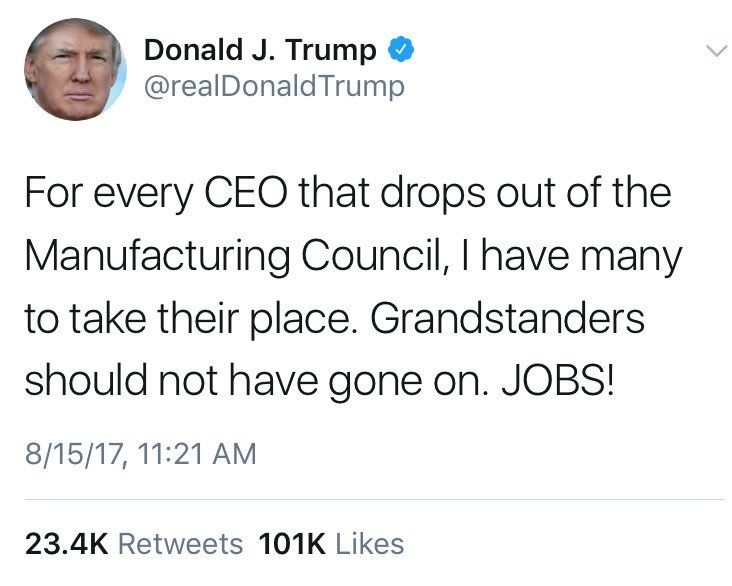 Donald J. Trump
@realDonaldTrump
For every CEO that drops out of the
Manufacturing Council, I have many
to take their place. Grandstanders
should not have gone on. JOBS!
8/15/17, 11:21 AM
23.4K Retweets 101K Likes